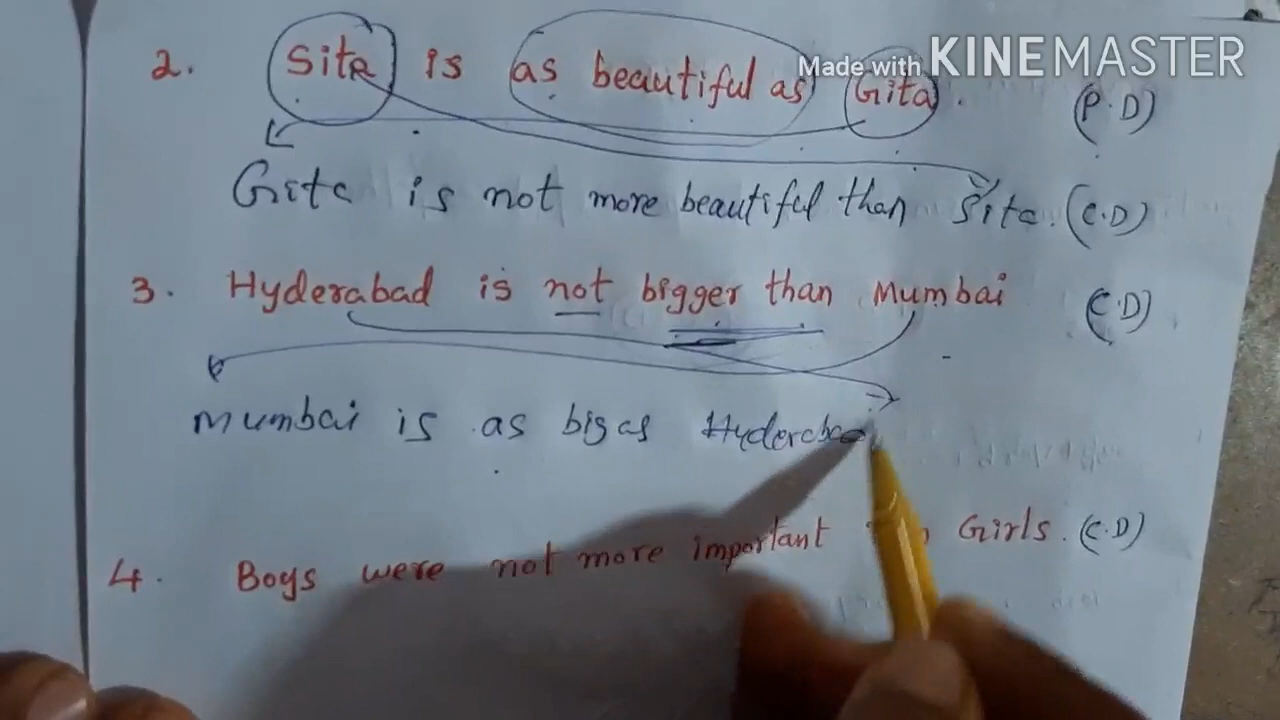 2. Sita is as beautiful as Gita. (P.D)
Made with KINEMASTER
Gita is not more beautiful than Sita. (C.D)
3. Hyderabad is not bigger than Mumbai (C.D)
Mumbai is as big as
4. Boys were not more important Girls. (C.D)